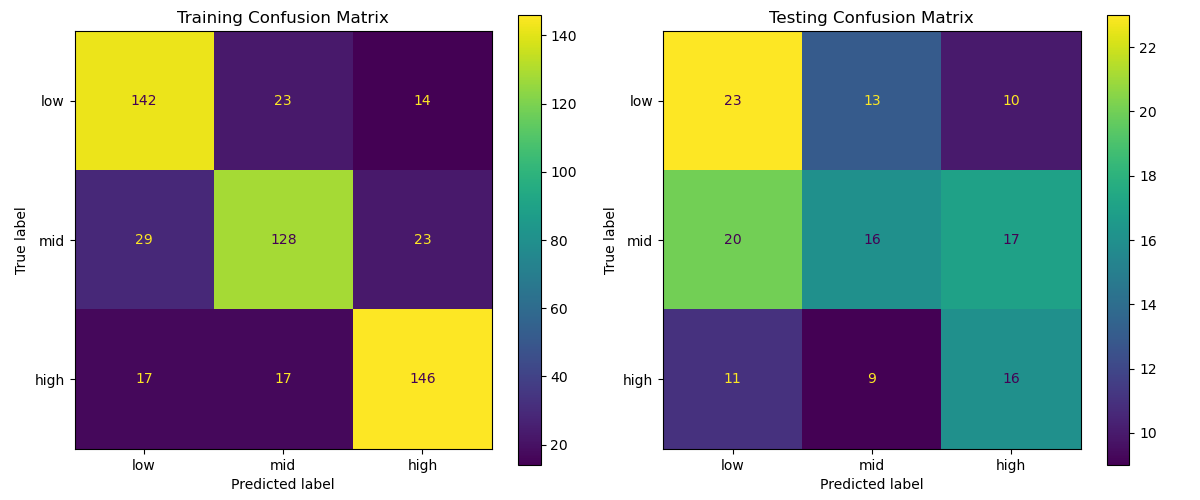 Training Confusion Matrix
low 142 23 14
mid 29 128 23
high 17 17 146
low mid high
Predicted label
True label
140
120
100
80
60
40
20
Testing Confusion Matrix
low 23 13 10
mid 20 16 17
high 11 9 16
low mid high
Predicted label
True label
22
20
18
16
14
12
10